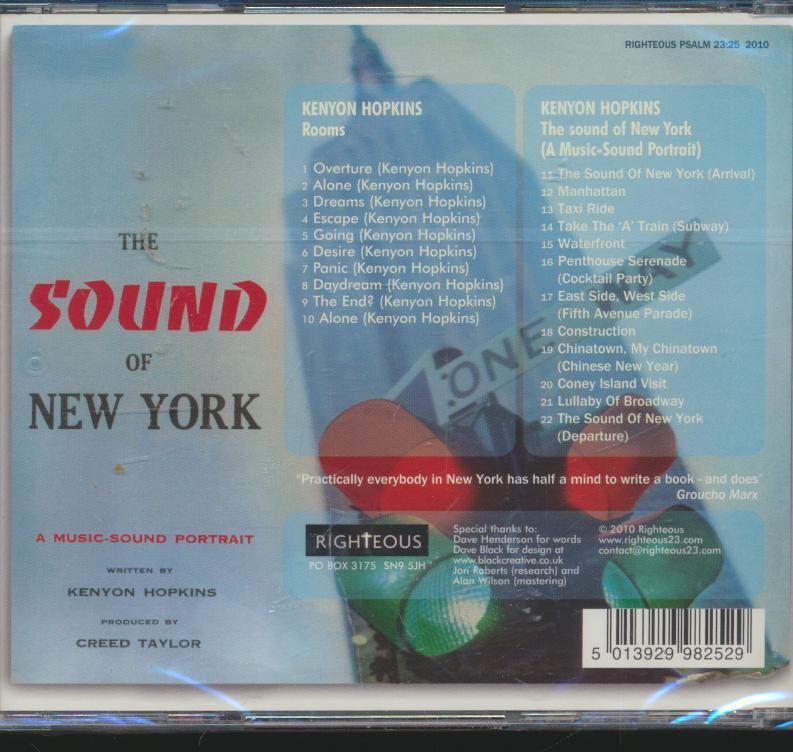 RIGHTEOUS PSALM 23:25 2010
THE
SOUND
OF
NEW YORK
A MUSIC-SOUND PORTRAIT
WRITTEN BY
KENYON HOPKINS
PRODUCED BY
CREED TAYLOR
KENYON HOPKINS
Rooms
1 Overture (Kenyon Hopkins)
2 Alone (Kenyon Hopkins)
3 Dreams (Kenyon Hopkins)
4 Escape (Kenyon Hopkins)
5 Going (Kenyon Hopkins)
6 Desire (Kenyon Hopkins)
7 Panic (Kenyon Hopkins)
8 Daydream (Kenyon Hopkins)
9 The End? (Kenyon Hopkins)
10 Alone (Kenyon Hopkins)
KENYON HOPKINS
The sound of New York
(A Music-Sound Portrait)
11 The Sound Of New York (Arrival)
12 Manhattan
13 Taxi Ride
14 Take The ‘A’ Train (Subway)
15 Waterfront
16 Penthouse Serenade
(Cocktail Party)
17 East Side, West Side
(Fifth Avenue Parade)
18 Construction
19 Chinatown, My Chinatown
(Chinese New Year)
20 Coney Island Visit
21 Lullaby Of Broadway
22 The Sound Of New York
(Departure)
ONE WAY
“Practically everybody in New York has half a mind to write a book - and does”
Groucho Marx
RIGHTEOUS
PO BOX 3175 SN9 5JH
Special thanks to:
Dave Henderson for words
Dave Black for design at
www.blackcreative.co.uk
Jon Roberts (research) and
Alan Wilson (mastering)
© 2010 Righteous
www.righteous23.com
contact@righteous23.com
5 013929 982529